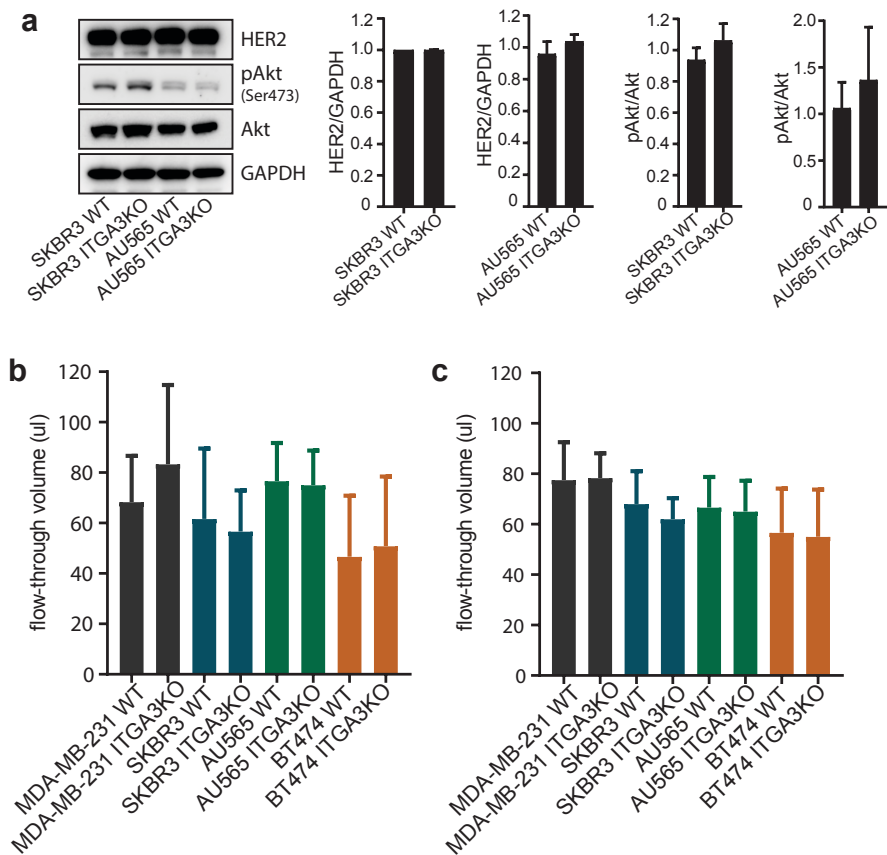 a
HER2
pAkt
(Ser473)
Akt
GAPDH
SKBR3 WT
SKBR3 ITGA3KO
AU565 WT
AU565 ITGA3KO
HER2/GAPDH
1.2
1.0
0.8
0.6
0.4
0.2
0
SKBR3 WT
SKBR3 ITGA3KO
HER2/GAPDH
1.2
1.0
0.8
0.6
0.4
0.2
0
AU565 WT
AU565 ITGA3KO
pAkt/Akt
1.2
1.0
0.8
0.6
0.4
0.2
0
SKBR3 WT
SKBR3 ITGA3KO
pAkt/Akt
2.0
1.5
1.0
0.5
0
AU565 WT
AU565 ITGA3KO
b
flow-through volume (ul)
120
100
80
60
40
20
0
MDA-MB-231 WT
MDA-MB-231 ITGA3KO
SKBR3 WT
SKBR3 ITGA3KO
AU565 WT
AU565 ITGA3KO
BT474 WT
BT474 ITGA3KO
c
flow-through volume (ul)
120
100
80
60
40
20
0
MDA-MB-231 WT
MDA-MB-231 ITGA3KO
SKBR3 WT
SKBR3 ITGA3KO
AU565 WT
AU565 ITGA3KO
BT474 WT
BT474 ITGA3KO